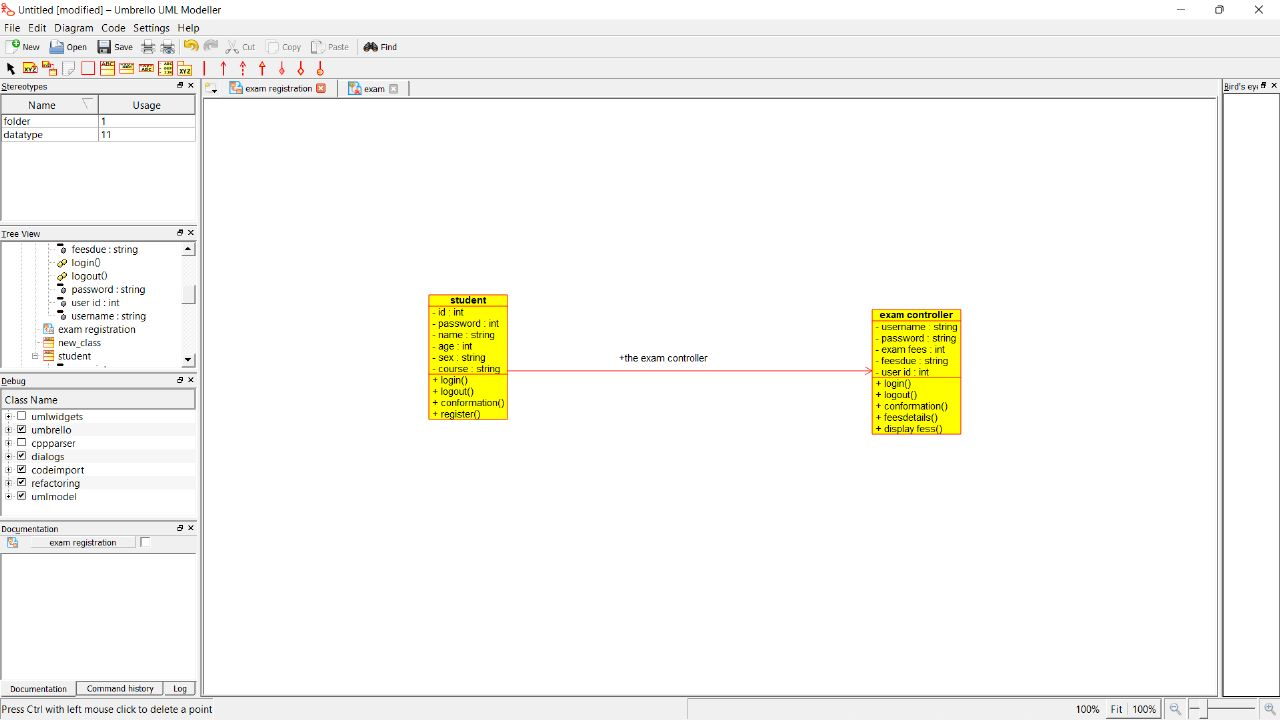 Untitled [modified] – Umbrello UML Modeller
File Edit Diagram Code Settings Help
New Open Save Cut Copy Paste Find
XYZ ABC XYZ
Stereotypes
Name Usage
folder 1
datatype 11
Tree View
feesdue : string
login()
logout()
password : string
user id : int
username : string
exam registration
new_class
student
Debug
Class Name
umlwidgets
umbrello
cppparser
dialogs
codeimport
refactoring
umlmodel
Documentation
exam registration
Documentation Command history Log
exam registration exam
Bird's eye
student
- id : int
- password : int
- name : string
- age : int
- sex : string
- course : string
+ login()
+ logout()
+ conformation()
+ register()
+the exam controller
exam controller
- username : string
- password : string
- exam fees : int
- feesdue : string
- user id : int
+ login()
+ logout()
+ conformation()
+ feesdetails()
+ display fess()
Press Ctrl with left mouse click to delete a point
100% Fit 100%